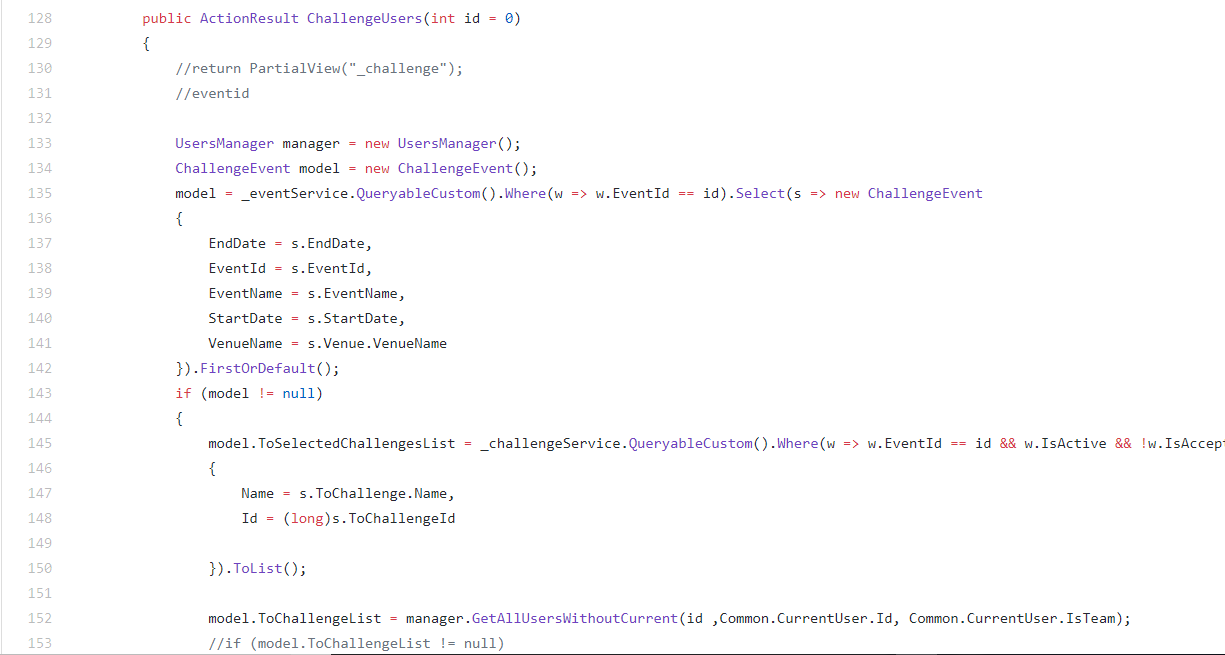 128 public ActionResult ChallengeUsers(int id = 0)
129 {
130 //return PartialView("_challenge");
131 //eventid
132
133 UsersManager manager = new UsersManager();
134 ChallengeEvent model = new ChallengeEvent();
135 model = _eventService.QueryableCustom().Where(w => w.EventId == id).Select(s => new ChallengeEvent
136 {
137 EndDate = s.EndDate,
138 EventId = s.EventId,
139 EventName = s.EventName,
140 StartDate = s.StartDate,
141 VenueName = s.Venue.VenueName
142 }).FirstOrDefault();
143 if (model != null)
144 {
145 model.ToSelectedChallengesList = _challengeService.QueryableCustom().Where(w => w.EventId == id && w.IsActive && !w.IsAccept
146 {
147 Name = s.ToChallenge.Name,
148 Id = (long)s.ToChallengeId
149
150 }).ToList();
151
152 model.ToChallengeList = manager.GetAllUsersWithoutCurrent(id ,Common.CurrentUser.Id, Common.CurrentUser.IsTeam);
153 //if (model.ToChallengeList != null)